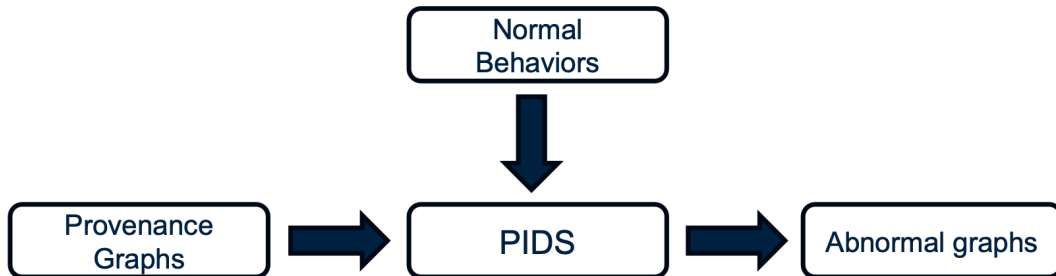 Normal
Behaviors
Provenance
Graphs
PIDS
Abnormal graphs